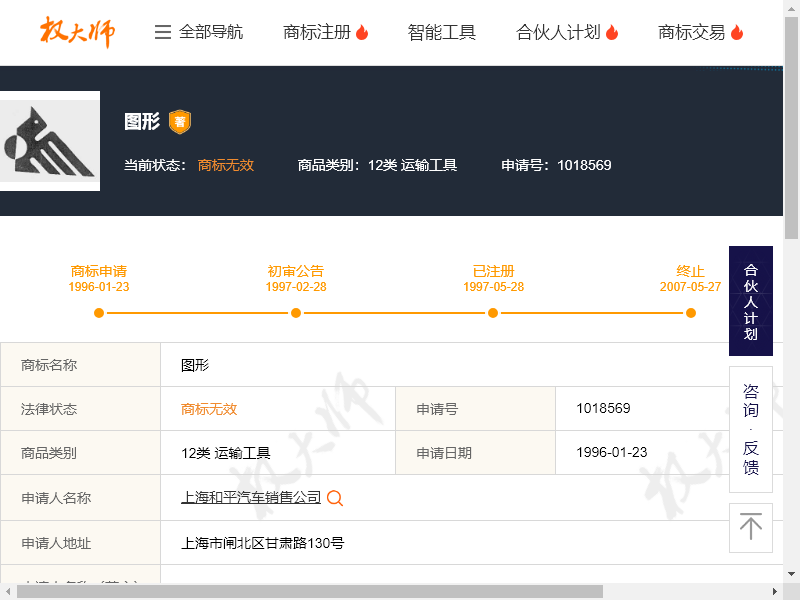 权大师
全部导航 商标注册 智能工具 合伙人计划 商标交易
图形 著
当前状态： 商标无效 商品类别：12类 运输工具 申请号：1018569
商标申请 初审公告 已注册 终止
1996-01-23 1997-02-28 1997-05-28 2007-05-27
合伙人计划
商标名称 图形
法律状态 商标无效 申请号 1018569
咨询·反馈
商品类别 12类 运输工具 申请日期 1996-01-23
申请人名称 上海和平汽车销售公司
申请人地址 上海市闸北区甘肃路130号
权大师
权大师